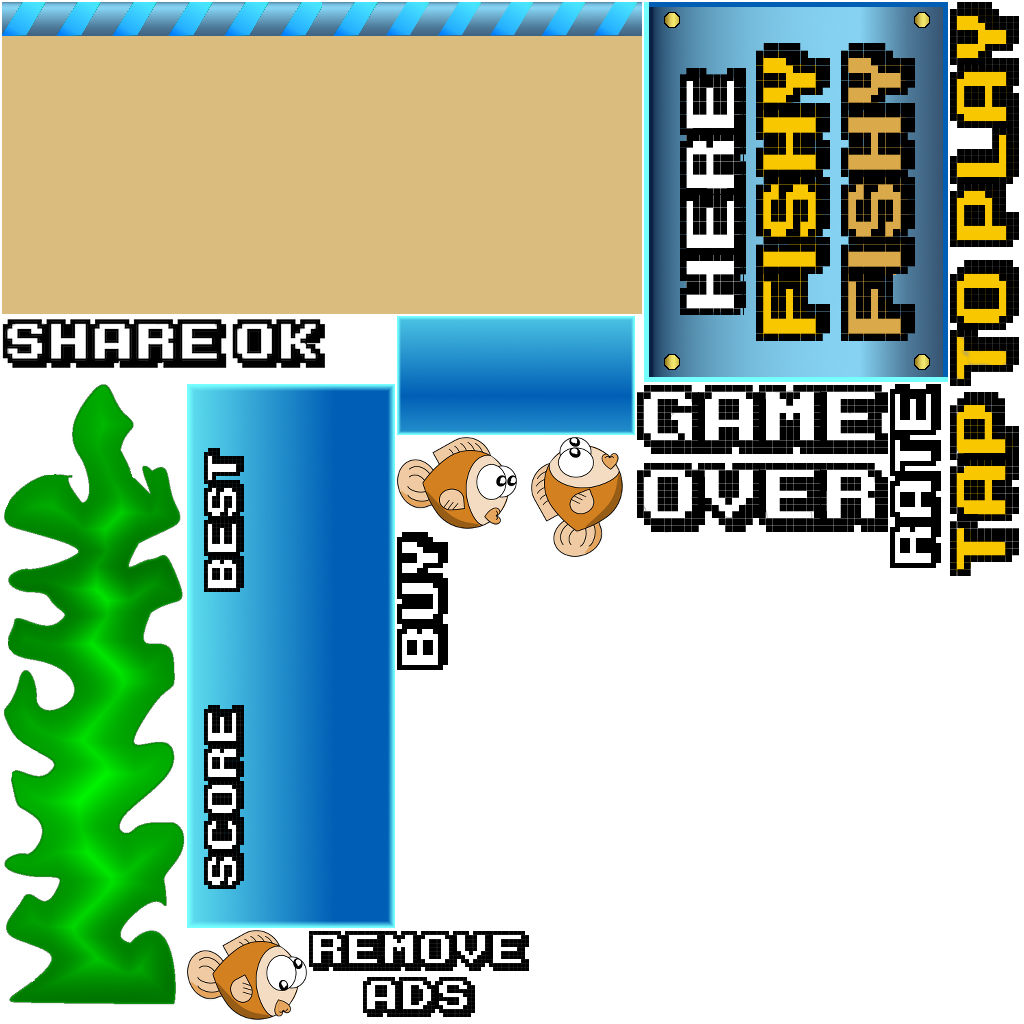 HERE
FISHY
FISHY
TAP TO PLAY
SHARE OK
GAME
OVER
RATE
BEST
SCORE
BUY
REMOVE
ADS